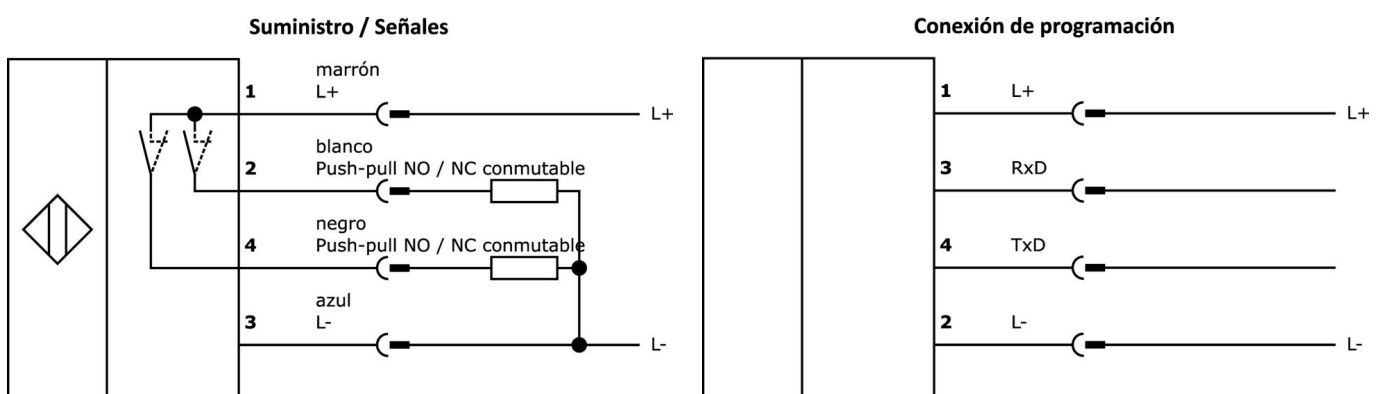 Suministro / Señales
marrón
1 L+
L+
blanco
2 Push-pull NO / NC conmutable
negro
4 Push-pull NO / NC conmutable
azul
3 L-
L-
Conexión de programación
1 L+
L+
3 RxD
4 TxD
2 L-
L-